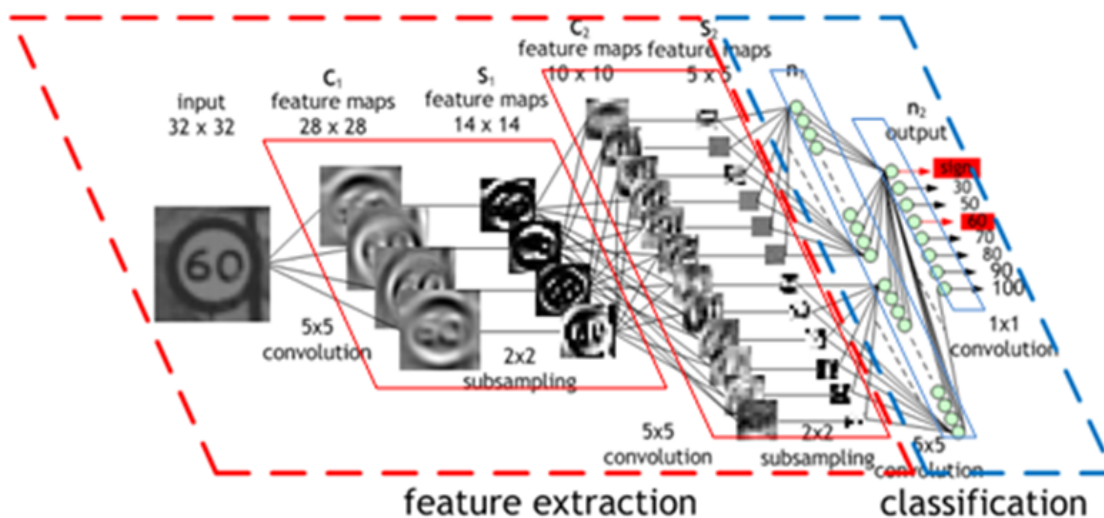 input
32 x 32
C₁
feature maps
28 x 28
S₁
feature maps
14 x 14
C₂
feature maps
10 x 10
S₂
feature maps
5 x 5
n₁
n₂
output
sign
30
50
60
70
80
90
100
60
5x5
convolution
2x2
subsampling
5x5
convolution
2x2
subsampling
5x5
convolution
1x1
convolution
feature extraction
classification